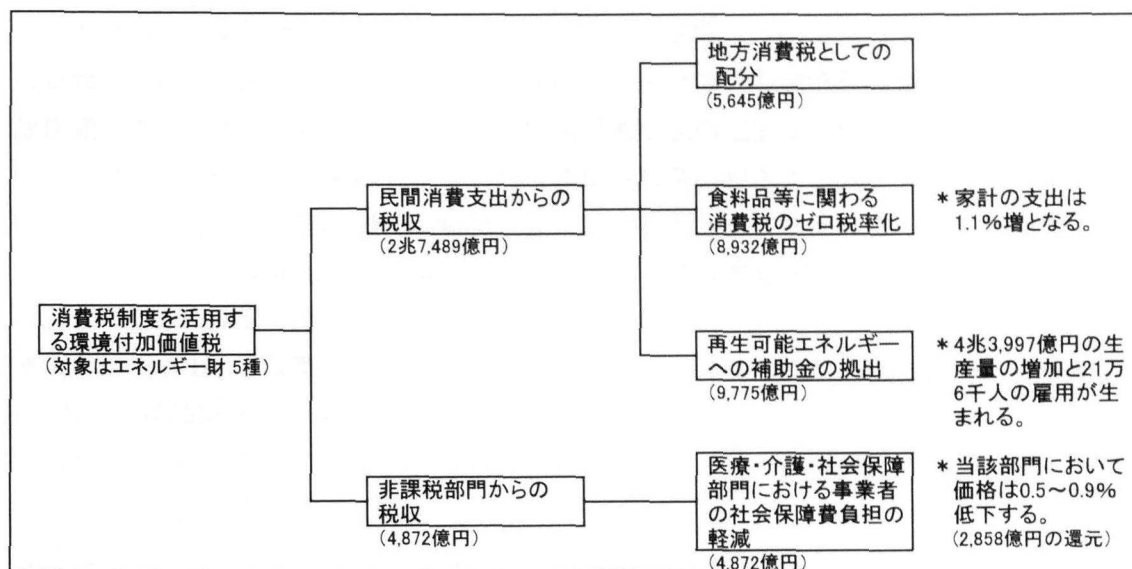 地方消費税としての
配分
(5,645億円)
民間消費支出からの
税収
(2兆7,489億円)
食料品等に関わる
消費税のゼロ税率化
(8,932億円)
*家計の支出は
1.1%増となる。
消費税制度を活用す
る環境付加価値税
(対象はエネルギー財 5種)
再生可能エネルギー
への補助金の拠出
(9,775億円)
*4兆3,997億円の生
産量の増加と21万
6千人の雇用が生
まれる。
非課税部門からの
税収
(4,872億円)
医療・介護・社会保障
部門における事業者
の社会保障費負担の
軽減
(4,872億円)
* 当該部門において
価格は0.5～0.9%
低下する。
(2,858億円の還元)